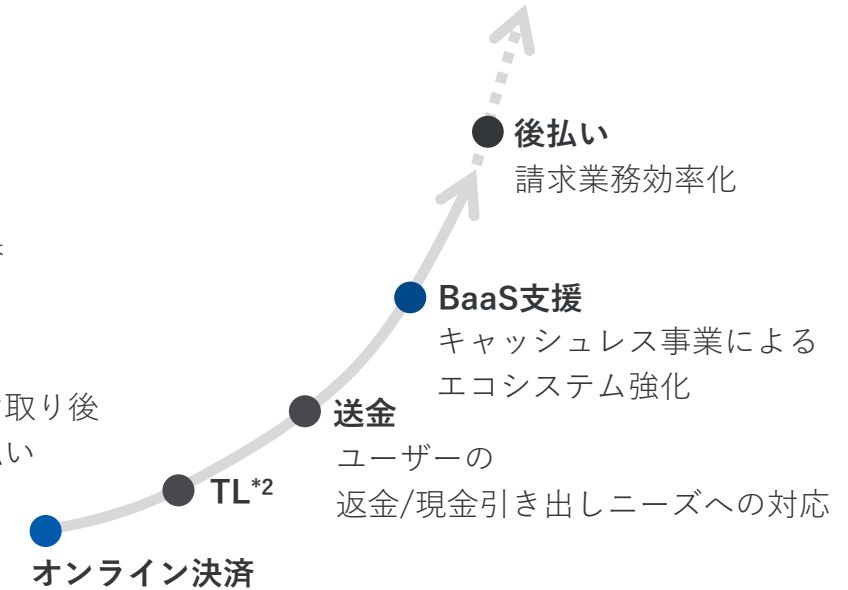 後払い
請求業務効率化
BaaS支援
キャッシュレス事業による
エコシステム強化
取り後
い
送金
ユーザーの
返金/現金引き出しニーズへの対応
TL*2
オンライン決済